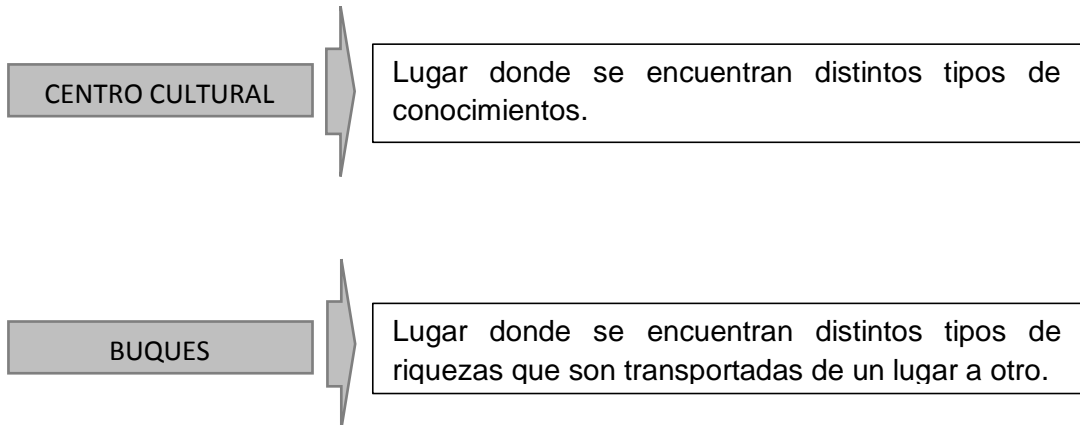 CENTRO CULTURAL
Lugar donde se encuentran distintos tipos de
conocimientos.
BUQUES
Lugar donde se encuentran distintos tipos de
riquezas que son transportadas de un lugar a otro.